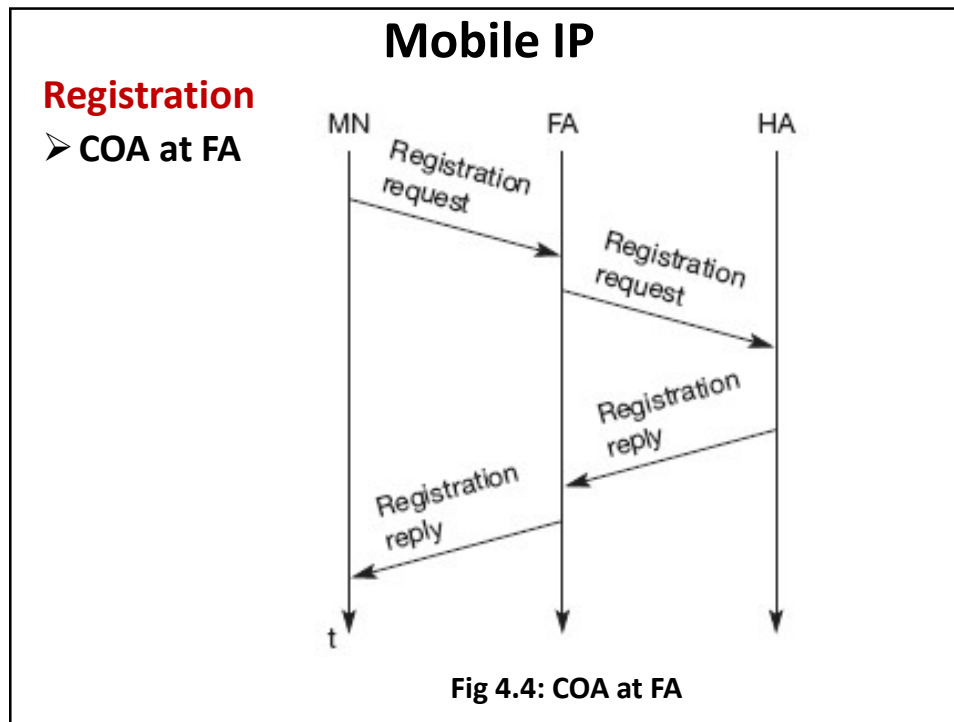 Mobile IP
Registration
➢ COA at FA
MN
FA
HA
Registration
request
Registration
request
Registration
reply
Registration
reply
t
Fig 4.4: COA at FA